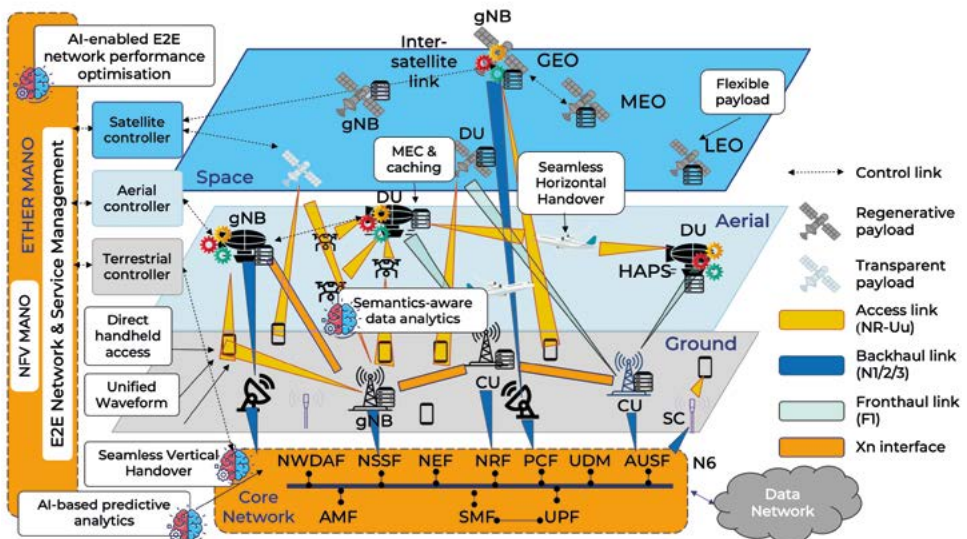 AI-enabled E2E
network performance
optimisation
ETHER MANO
NFV MANO
E2E Network & Service Management
Satellite
controller
Aerial
controller
Terrestrial
controller
Direct
handheld
access
Unified
Waveform
Seamless Vertical
Handover
AI-based predictive
analytics
gNB
Inter-
satellite
link
GEO
MEO
gNB
DU
Flexible
payload
LEO
Space
MEC &
caching
Seamless
Horizontal
Handover
Aerial
gNB
DU
DU
HAPS
Semantics-aware
data analytics
Ground
gNB
CU
CU
SC
NWDAF
NSSF
NEF
NRF
PCF
UDM
AUSF
N6
Core
Network
AMF
SMF
UPF
Data
Network
Control link
Regenerative
payload
Transparent
payload
Access link
(NR-Uu)
Backhaul link
(N1/2/3)
Fronthaul link
(F1)
Xn interface